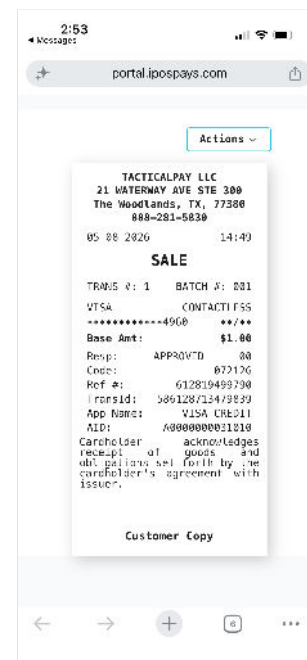 2:53
◄ Messages
portal.ipospays.com
Actions
TACTICALPAY LLC
21 WATERWAY AVE STE 300
The Woodlands, TX, 77380
888-281-5830
05 08 2026 14:49
SALE
TRANS #: 1 BATCH #: 001
VISA CONTACTLESS
************4960 **/**
Base Amt: $1.00
Resp: APPROVED 00
Code: 072126
Ref #: 612819499790
TransId: 586128713479839
App Name: VISA CREDIT
AID: A0000000031010
Cardholder acknowledges
receipt of goods and
obligations set forth by the
cardholder's agreement with
issuer.
Customer Copy